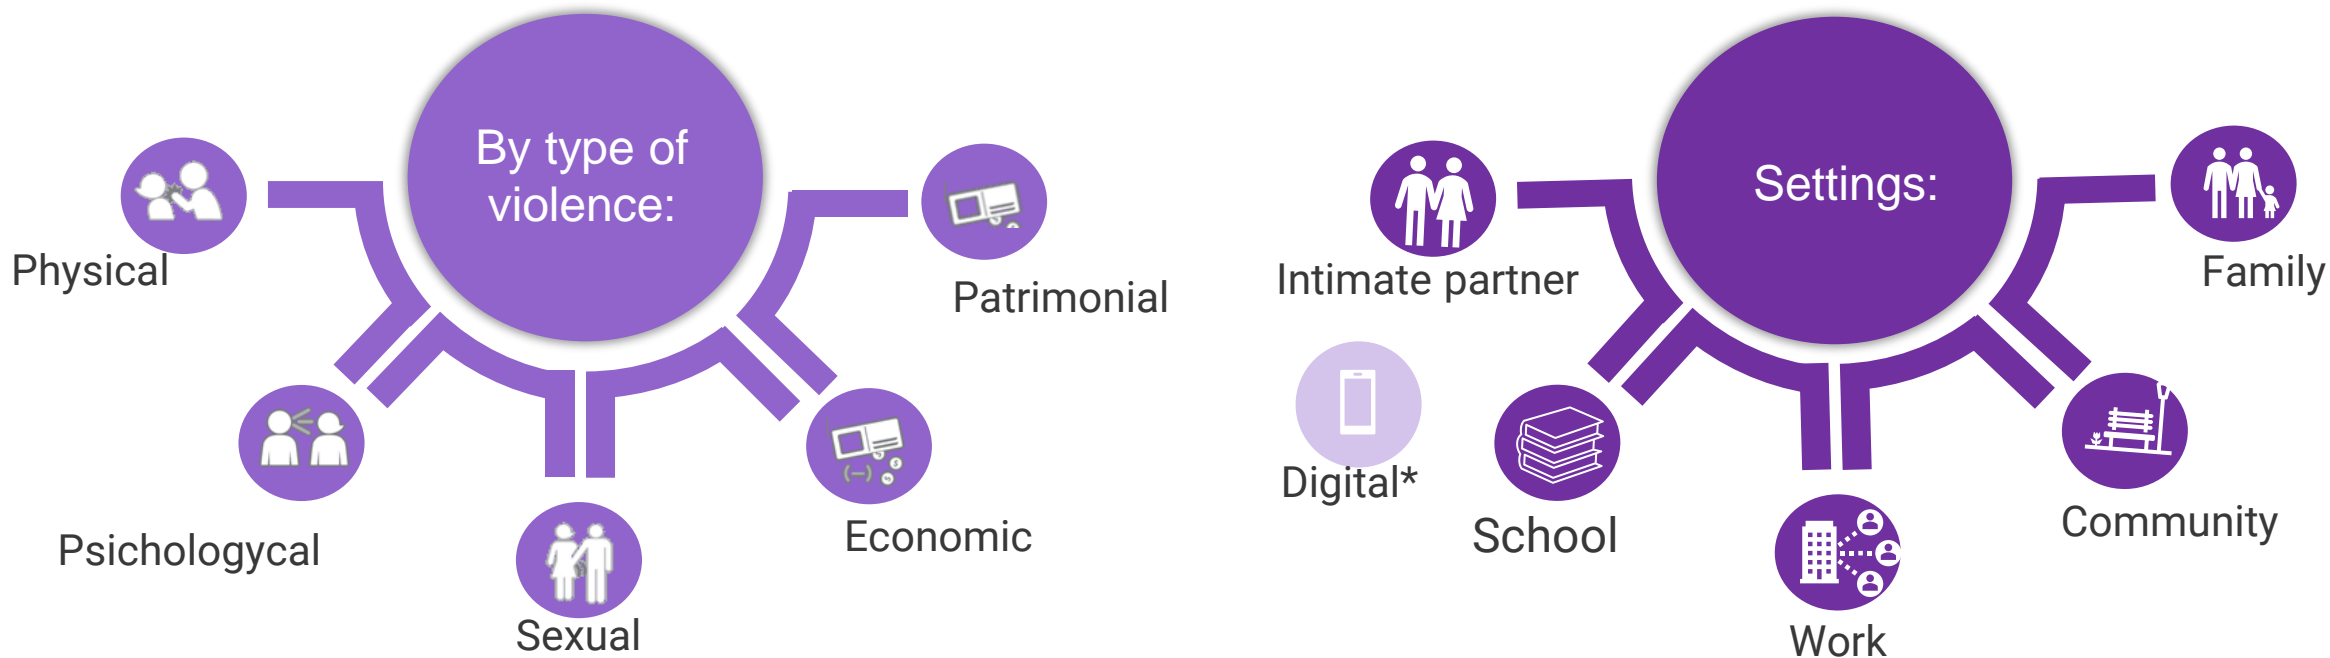 By type of
violence:
Physical
Psichologycal
Sexual
Economic
Patrimonial
Settings:
Intimate partner
Digital*
School
Work
Community
Family